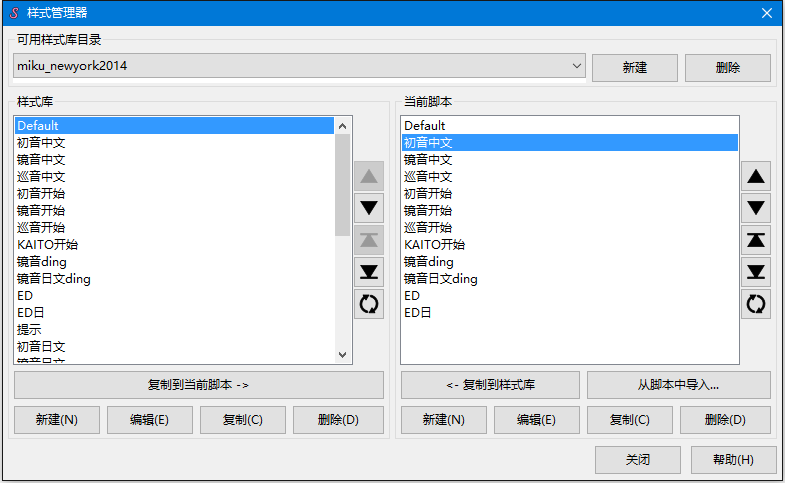 样式管理器
可用样式库目录
miku_newyork2014
新建
删除
样式库
Default
初音中文
镜音中文
巡音中文
初音开始
镜音开始
巡音开始
KAITO开始
镜音ding
镜音日文ding
ED
ED日
提示
初音日文
镜音日文
复制到当前脚本 ->
新建(N)
编辑(E)
复制(C)
删除(D)
当前脚本
Default
初音中文
镜音中文
巡音中文
初音开始
镜音开始
巡音开始
KAITO开始
镜音ding
镜音日文ding
ED
ED日
<- 复制到样式库
从脚本中导入...
新建(N)
编辑(E)
复制(C)
删除(D)
关闭
帮助(H)